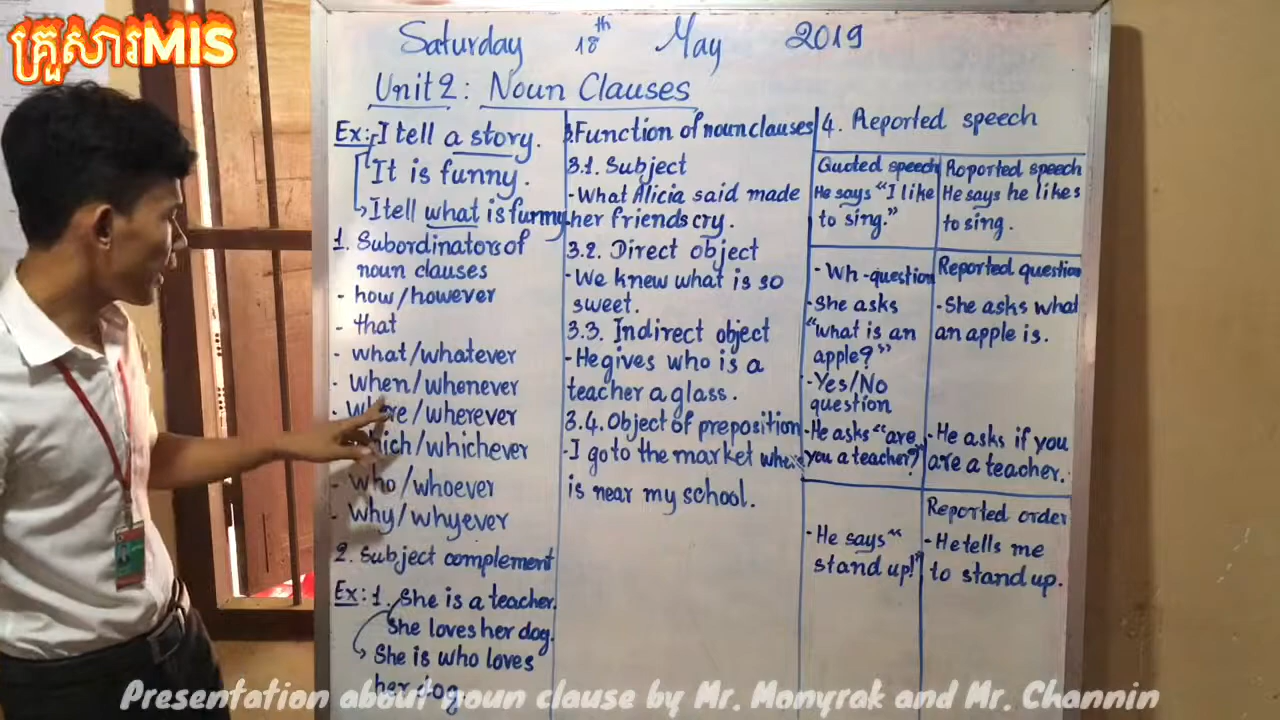 គ្រួសារMIS
Saturday 18th May 2019
Unit 2: Noun Clauses
Ex: I tell a story.
It is funny.
I tell what is funny.
1. Subordinators of
noun clauses
- how/however
- that
- what/whatever
- when/whenever
- where/wherever
- which/whichever
- who/whoever
- why/whyever
2. Subject complement
Ex: 1. She is a teacher.
She loves her dog.
She is who loves
her dog
3.Function of noun clauses
3.1. Subject
- What Alicia said made
her friends cry.
3.2. Direct object
- We knew what is so
sweet.
3.3. Indirect object
- He gives who is a
teacher a glass.
3.4. Object of preposition
- I go to the market where
is near my school.
4. Reported speech
Quoted speech
He says "I like
to sing."
Roported speech
He says he likes
to sing.
- Wh-question
- She asks
"what is an
apple?"
- Yes/No
question
- He asks "are
you a teacher?"
Reported question
- She asks what
an apple is.
- He asks if you
are a teacher.
- He says "
stand up!"
Reported order
- He tells me
to stand up.
Presentation about noun clause by Mr. Monyrak and Mr. Channin